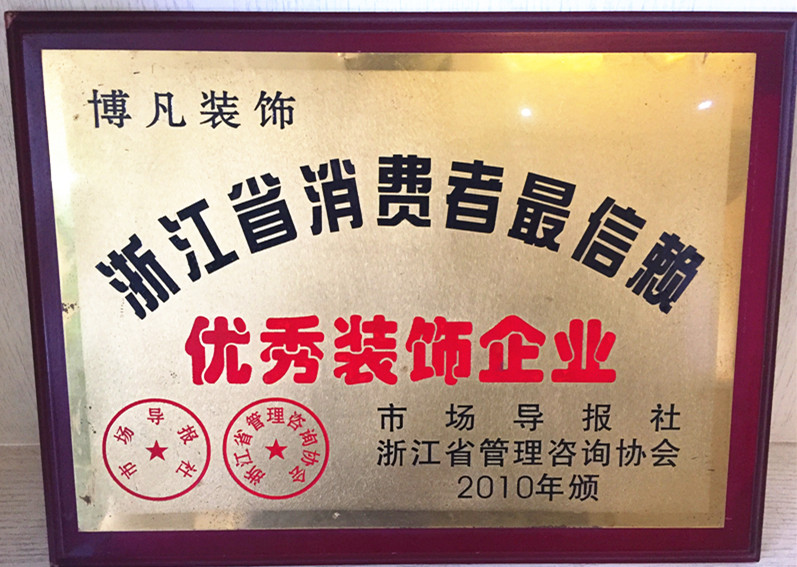 博凡装饰
浙江省消费者最信赖
优秀装饰企业
市场导报社
浙江省管理咨询协会
市场导报社
浙江省管理咨询协会
2010年颁